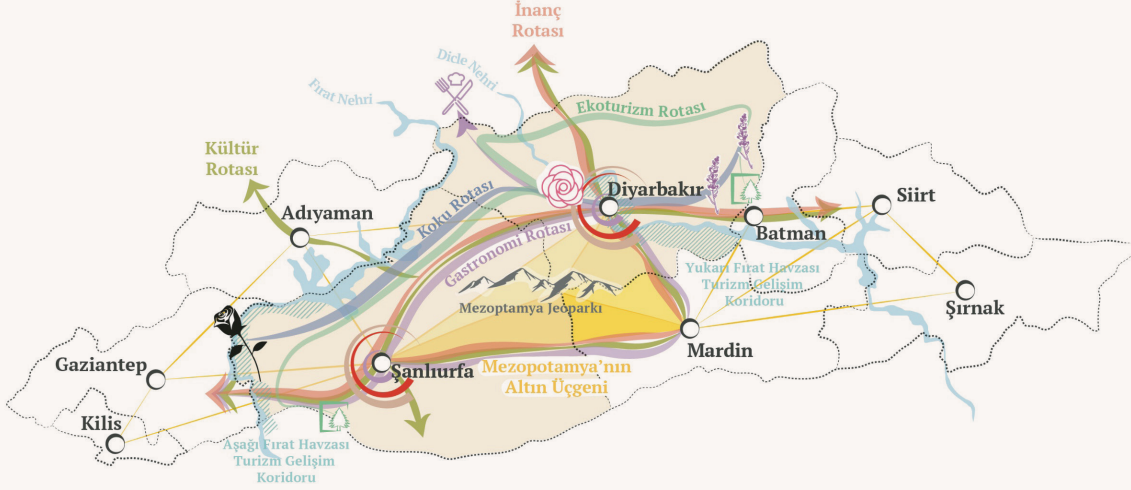 İnanç
Rotası
Dicle Nehri
Fırat Nehri
Ekoturizm Rotası
Kültür
Rotası
Koku Rotası
Diyarbakır
Siirt
Adıyaman
Batman
Gastronomi Rotası
Yukarı Fırat Havzası
Turizm Gelişim
Koridoru
Mezoptamya Jeoparkı
Şırnak
Mardin
Gaziantep
Şanlıurfa
Mezopotamya'nın
Altın Üçgeni
Kilis
Aşağı Fırat Havzası
Turizm Gelişim
Koridoru